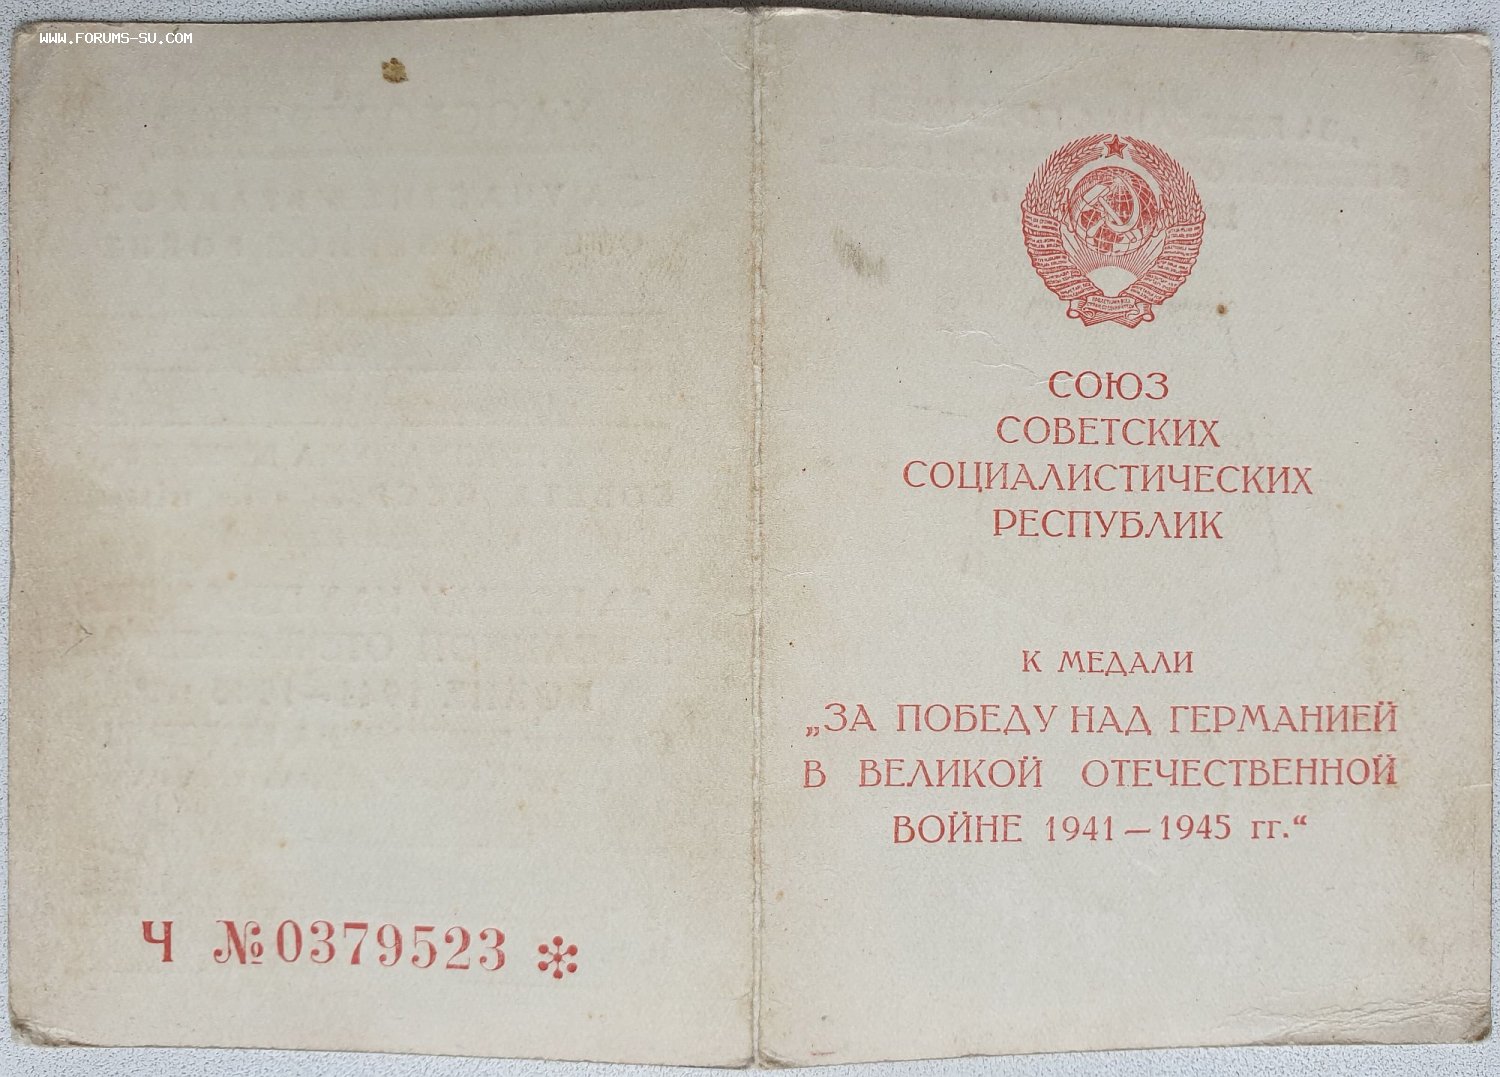 WWW.FORUMS-SU.COM
Ч №0379523
СОЮЗ
СОВЕТСКИХ
СОЦИАЛИСТИЧЕСКИХ
РЕСПУБЛИК
К МЕДАЛИ
„ЗА ПОБЕДУ НАД ГЕРМАНИЕЙ
В ВЕЛИКОЙ ОТЕЧЕСТВЕННОЙ
ВОЙНЕ 1941 — 1945 гг.“